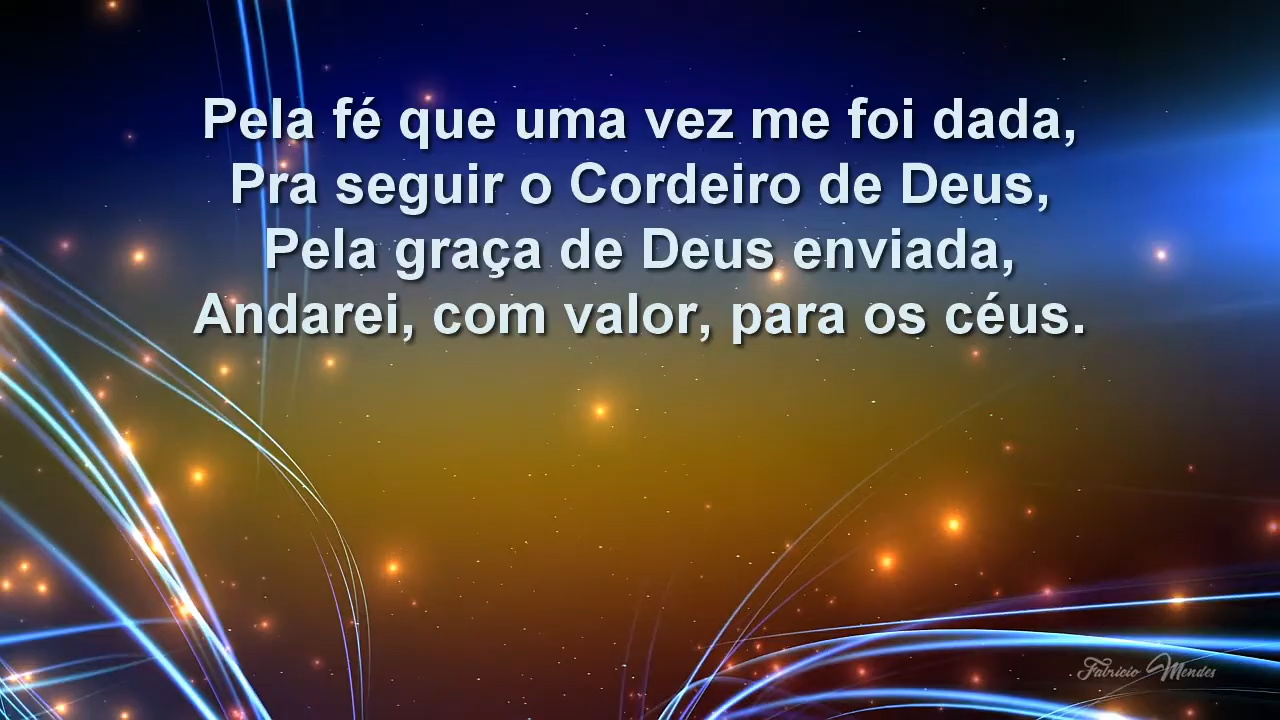 Pela fé que uma vez me foi dada,
Pra seguir o Cordeiro de Deus,
Pela graça de Deus enviada,
Andarei, com valor, para os céus.
Fabricio Mendes